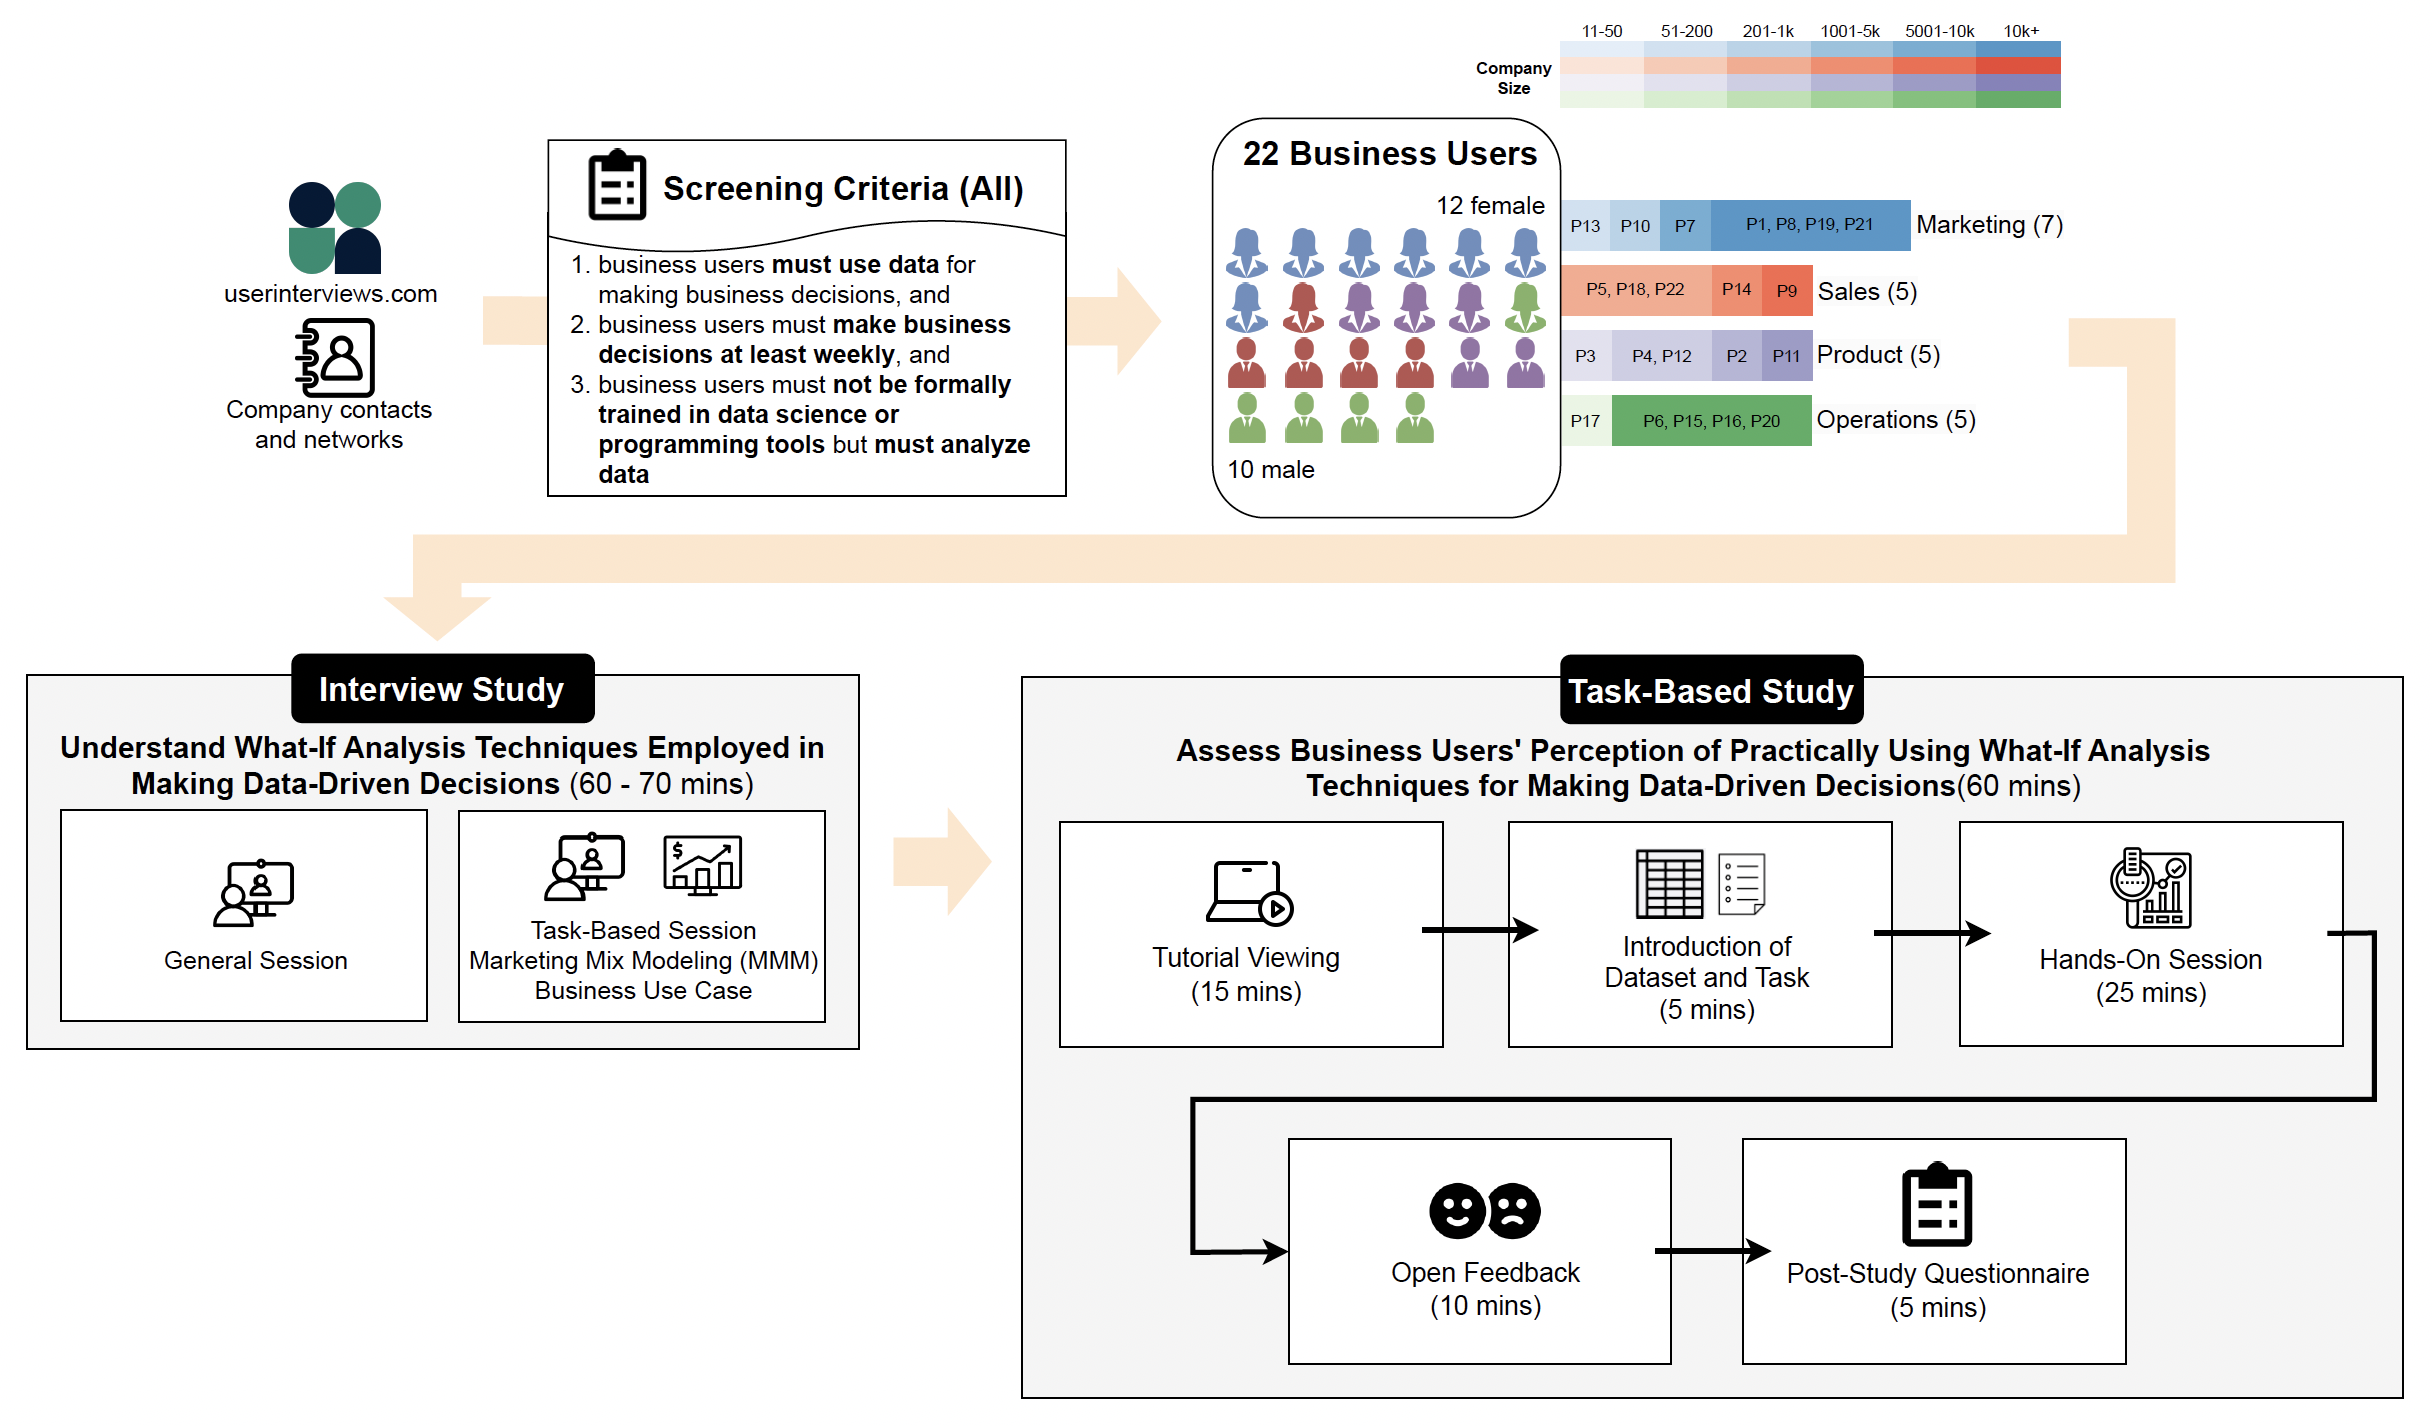 11-50 51-200 201-1k 1001-5k 5001-10k 10k+
Company
Size
userinterviews.com
Company contacts
and networks
Screening Criteria (All)
1. business users must use data for
making business decisions, and
2. business users must make business
decisions at least weekly, and
3. business users must not be formally
trained in data science or
programming tools but must analyze
data
22 Business Users
12 female
10 male
P13 P10 P7 P1, P8, P19, P21 Marketing (7)
P5, P18, P22 P14 P9 Sales (5)
P3 P4, P12 P2 P11 Product (5)
P17 P6, P15, P16, P20 Operations (5)
Interview Study
Understand What-If Analysis Techniques Employed in
Making Data-Driven Decisions (60 - 70 mins)
General Session
$
Task-Based Session
Marketing Mix Modeling (MMM)
Business Use Case
Task-Based Study
Assess Business Users' Perception of Practically Using What-If Analysis
Techniques for Making Data-Driven Decisions(60 mins)
Tutorial Viewing
(15 mins)
Introduction of
Dataset and Task
(5 mins)
Hands-On Session
(25 mins)
Open Feedback
(10 mins)
Post-Study Questionnaire
(5 mins)